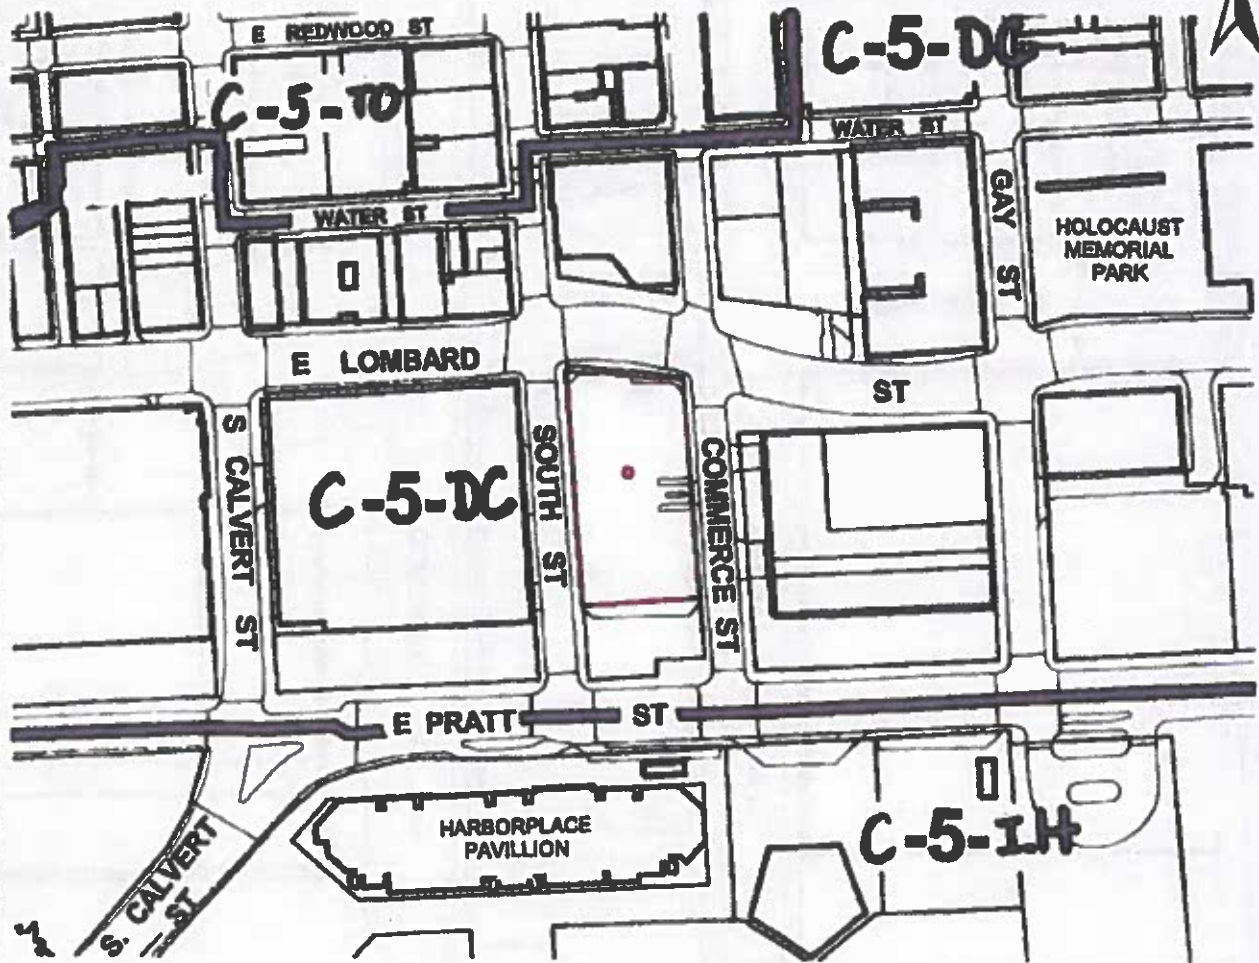 E REDWOOD ST
C-5-DC
C-5-TO
WATER ST
WATER ST
GAY ST
HOLOCAUST
MEMORIAL
PARK
E LOMBARD
ST
S CALVERT ST
C-5-DC
SOUTH ST
COMMERCE ST
E PRATT
ST
HARBORPLACE
PAVILLION
C-5-I.H
S. CALVERT
ST